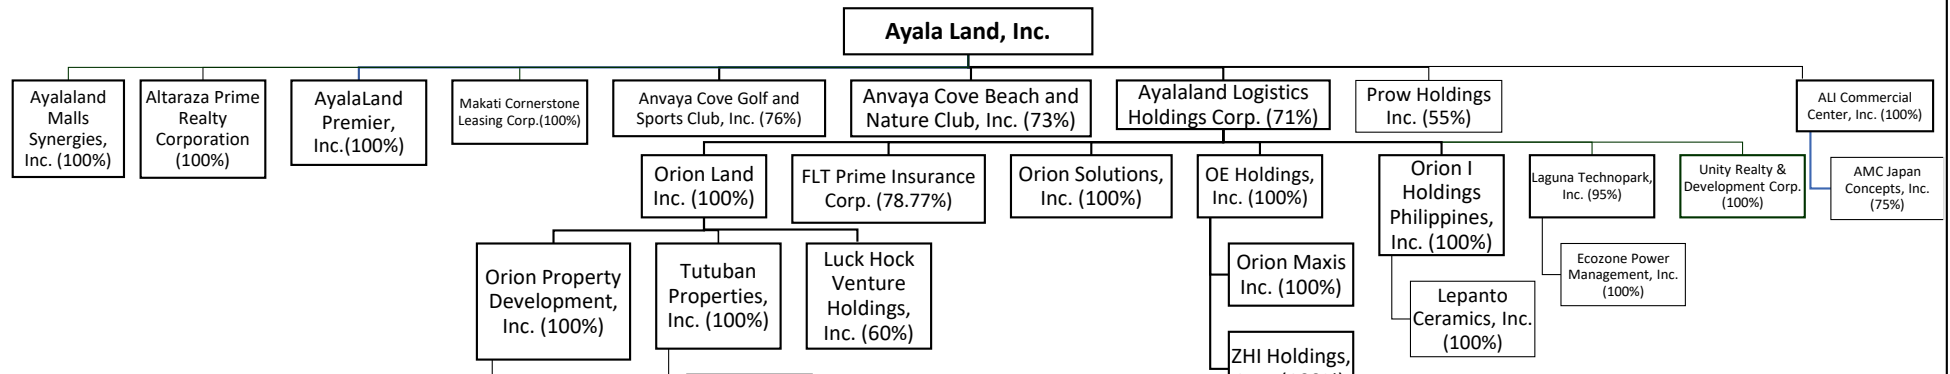 Ayala Land, Inc.
Ayalaland
Malls
Synergies,
Inc. (100%)
Altaraza Prime
Realty
Corporation
(100%)
AyalaLand
Premier,
Inc.(100%)
Makati Cornerstone
Leasing Corp.(100%)
Anvaya Cove Golf and
Sports Club, Inc. (76%)
Anvaya Cove Beach and
Nature Club, Inc. (73%)
Ayalaland Logistics
Holdings Corp. (71%)
Prow Holdings
Inc. (55%)
ALI Commercial
Center, Inc. (100%)
Orion Land
Inc. (100%)
FLT Prime Insurance
Corp. (78.77%)
Orion Solutions,
Inc. (100%)
OE Holdings,
Inc. (100%)
Orion I
Holdings
Philippines,
Inc. (100%)
Laguna Technopark,
Inc. (95%)
Unity Realty &
Development Corp.
(100%)
AMC Japan
Concepts, Inc.
(75%)
Orion Property
Development,
Inc. (100%)
Tutuban
Properties,
Inc. (100%)
Luck Hock
Venture
Holdings,
Inc. (60%)
Orion Maxis
Inc. (100%)
Lepanto
Ceramics, Inc.
(100%)
Ecozone Power
Management, Inc.
(100%)
ZHI Holdings,